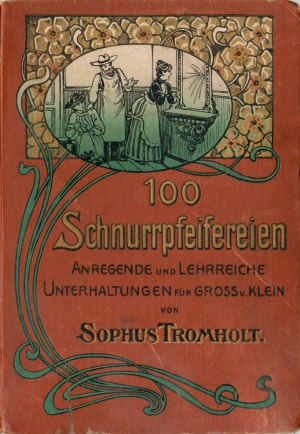 100
Schnurrpfeifereien
ANREGENDE UND LEHRREICHE
UNTERHALTUNGEN FÜR GROSS U. KLEIN
VON
SOPHUS TROMHOLT.